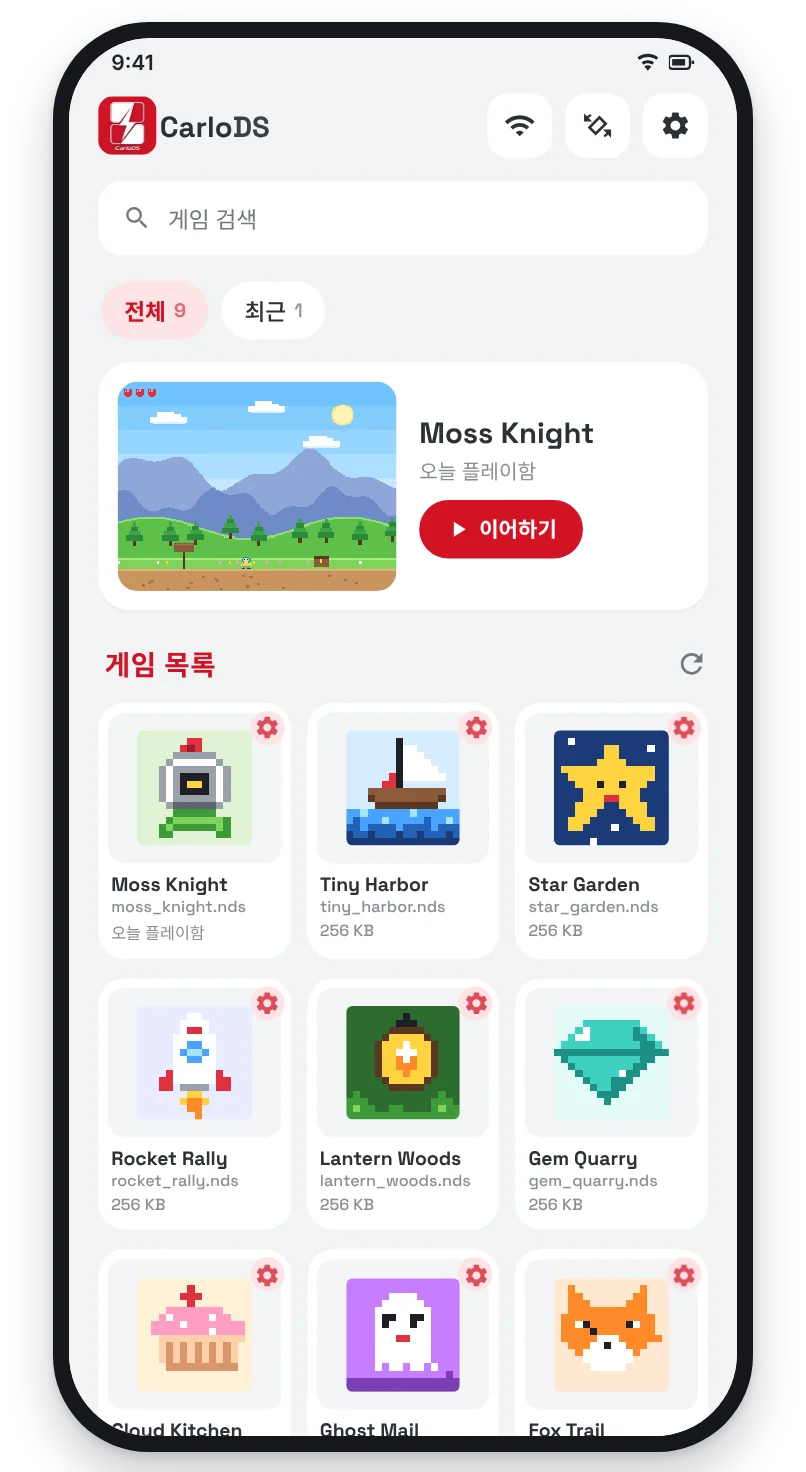 9:41
CarloDS
CarloDS
게임 검색
전체 9
최근 1
Moss Knight
오늘 플레이함
이어하기
게임 목록
Moss Knight
moss_knight.nds
오늘 플레이함
Tiny Harbor
tiny_harbor.nds
256 KB
Star Garden
star_garden.nds
256 KB
Rocket Rally
rocket_rally.nds
256 KB
Lantern Woods
lantern_woods.nds
256 KB
Gem Quarry
gem_quarry.nds
256 KB
Cloud Kitchen
Ghost Mail
Fox Trail